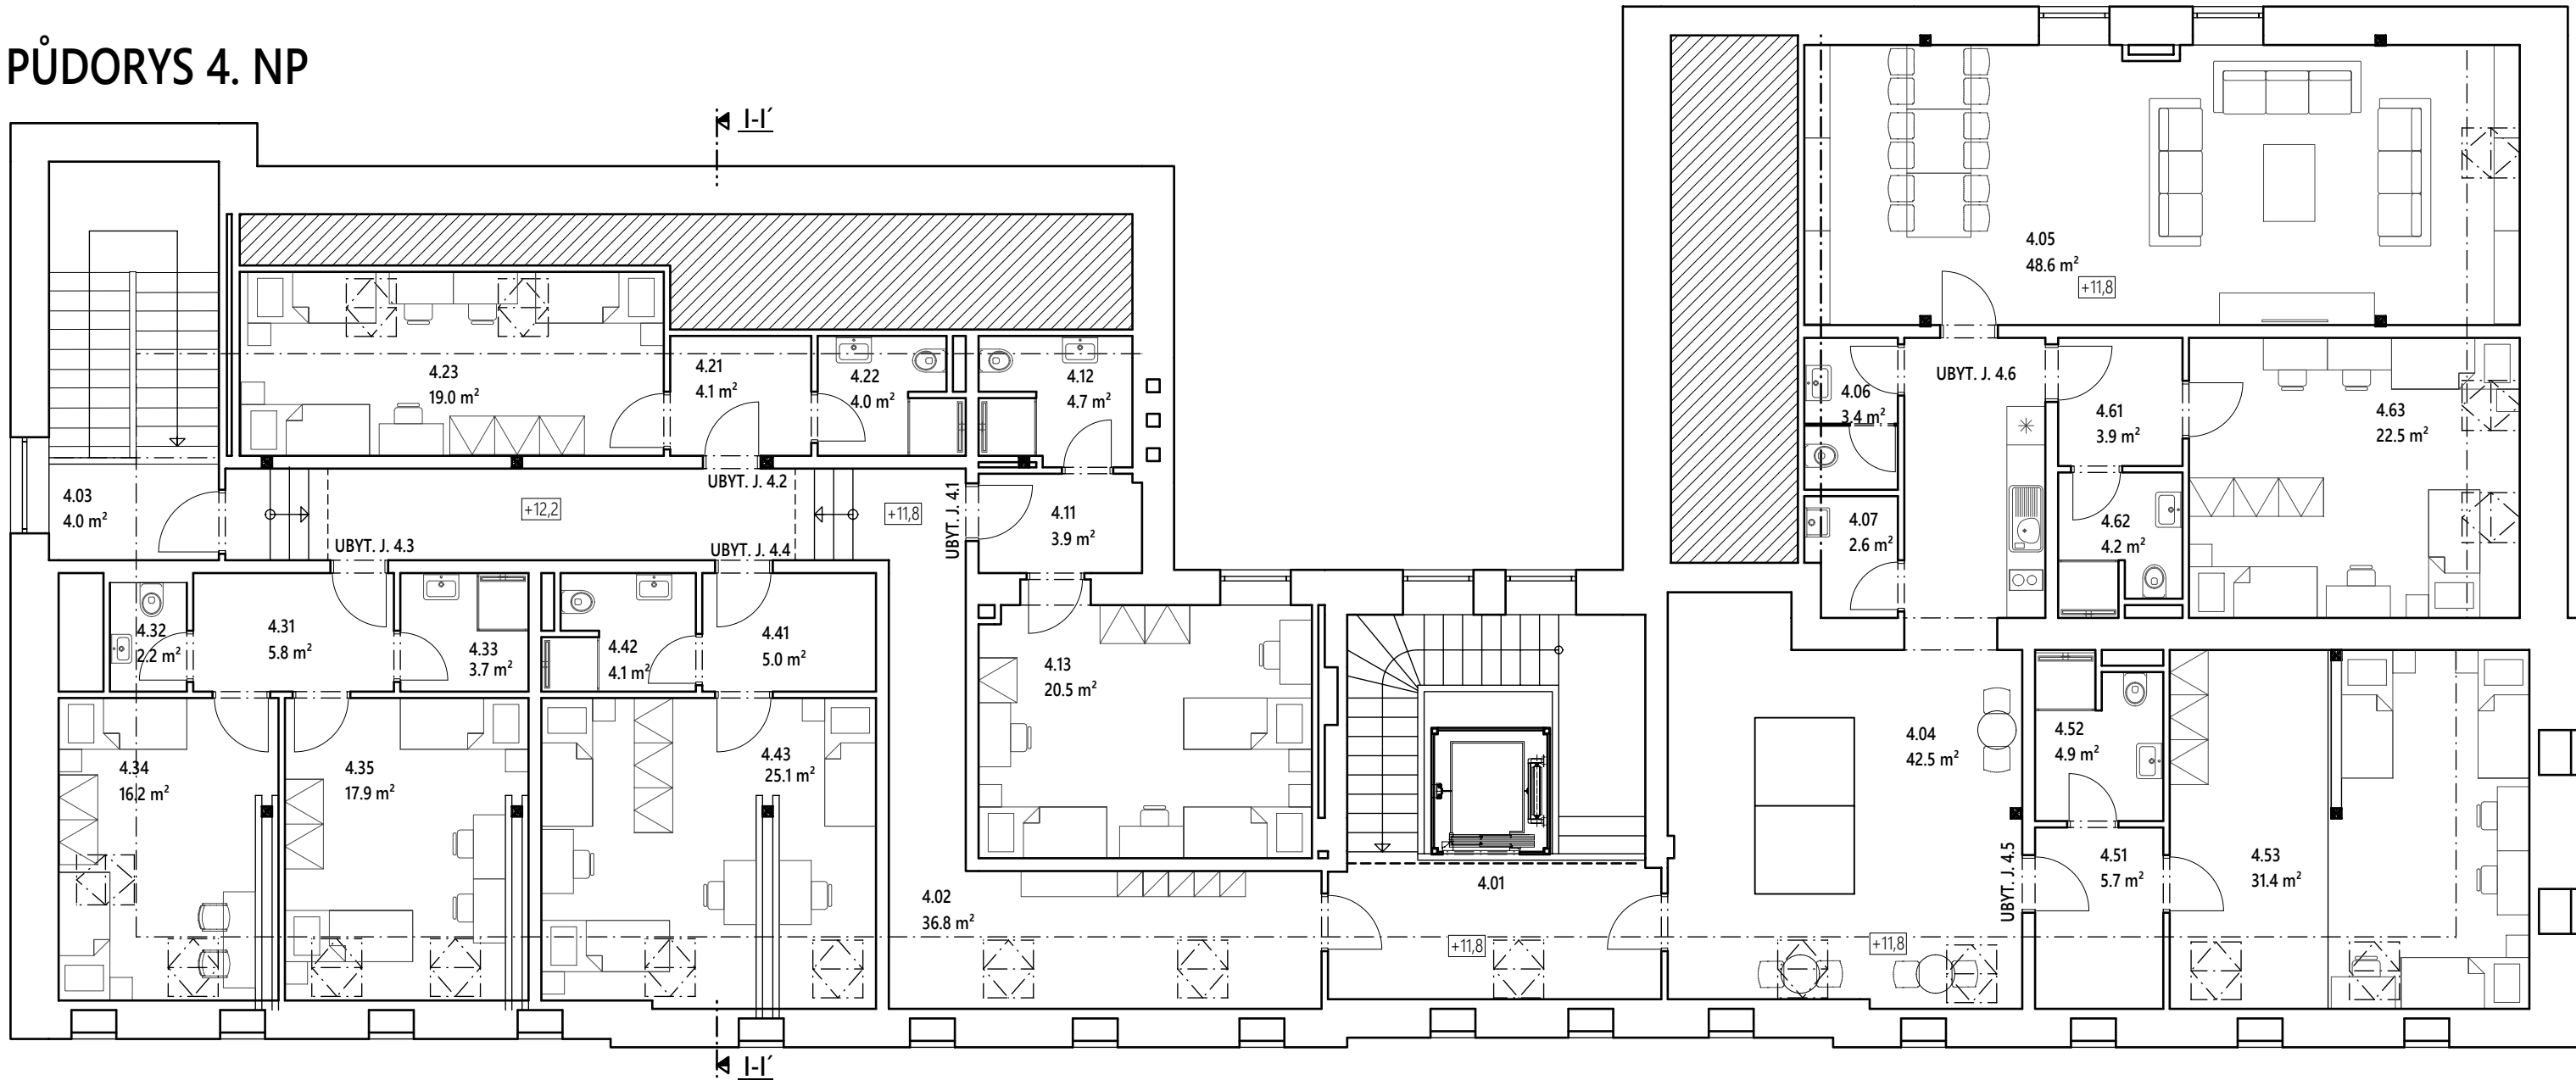 PŮDORYS 4. NP
I-I´
4.05
48.6 m²
+11,8
4.23
19.0 m²
4.21
4.1 m²
4.22
4.0 m²
4.12
4.7 m²
UBYT. J. 4.6
4.06
3.4 m²
4.61
3.9 m²
4.63
22.5 m²
4.03
4.0 m²
UBYT. J. 4.2
+12,2
+11,8
UBYT. J. 4.1
4.11
3.9 m²
4.07
2.6 m²
4.62
4.2 m²
UBYT. J. 4.3
UBYT. J. 4.4
4.32
2.2 m²
4.31
5.8 m²
4.33
3.7 m²
4.42
4.1 m²
4.41
5.0 m²
4.13
20.5 m²
4.34
16.2 m²
4.35
17.9 m²
4.43
25.1 m²
4.04
42.5 m²
4.52
4.9 m²
4.02
36.8 m²
4.01
+11,8
+11,8
UBYT. J. 4.5
4.51
5.7 m²
4.53
31.4 m²
I-I´